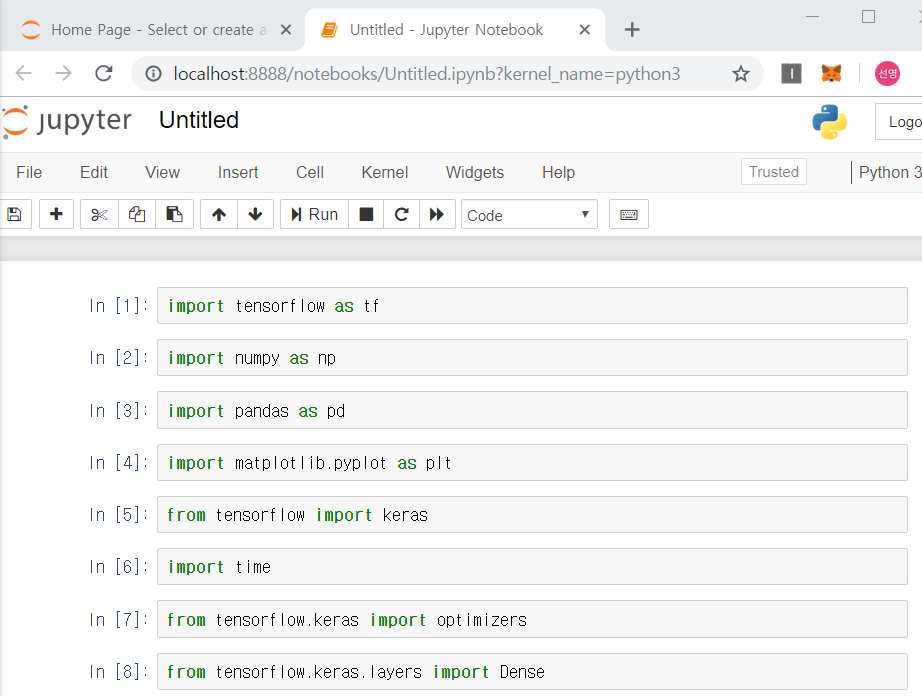 Home Page - Select or create a
Untitled - Jupyter Notebook
localhost:8888/notebooks/Untitled.ipynb?kernel_name=python3
선영
jupyter Untitled
Logo
File Edit View Insert Cell Kernel Widgets Help Trusted Python 3
Run Code
In [1]: import tensorflow as tf
In [2]: import numpy as np
In [3]: import pandas as pd
In [4]: import matplotlib.pyplot as plt
In [5]: from tensorflow import keras
In [6]: import time
In [7]: from tensorflow.keras import optimizers
In [8]: from tensorflow.keras.layers import Dense